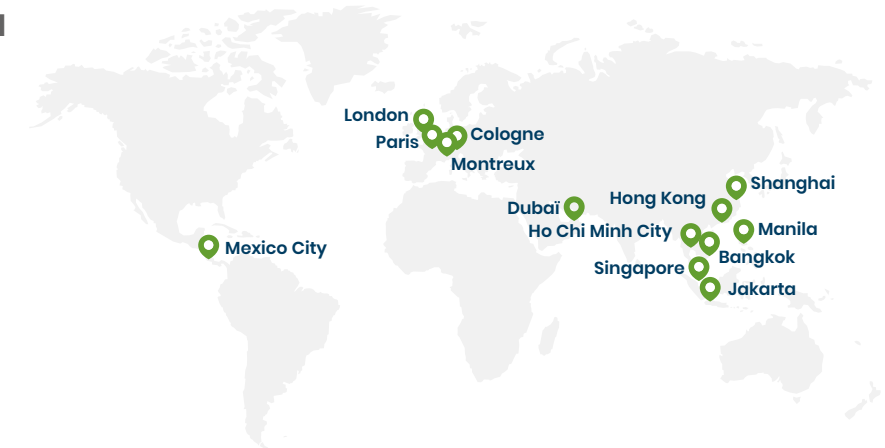 London
Paris
Cologne
Montreux
Shanghai
Hong Kong
Dubaï
Ho Chi Minh City
Manila
Mexico City
Bangkok
Singapore
Jakarta